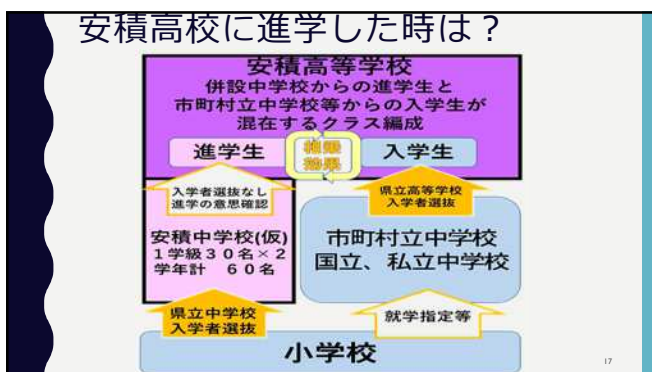 安積高校に進学した時は？
安積高等学校
併設中学校からの進学生と
市町村立中学校等からの入学生が
混在するクラス編成
進学生
相乗
効果
入学生
入学者選抜なし
進学の意思確認
県立高等学校
入学者選抜
安積中学校(仮)
１学級３０名×２
学年計　６０名
市町村立中学校
国立、私立中学校
県立中学校
入学者選抜
就学指定等
小学校
17